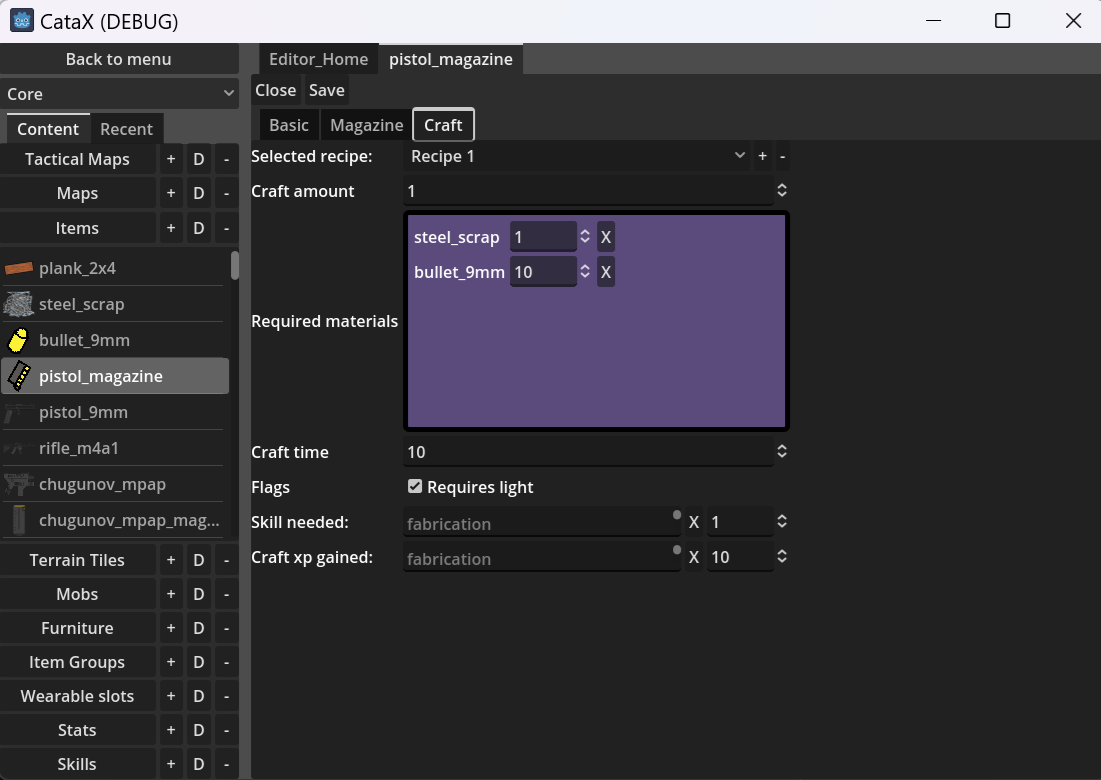 CataX (DEBUG)
Back to menu
Editor_Home pistol_magazine
Core
Close Save
Content Recent
Basic Magazine Craft
Tactical Maps + D -
Maps + D -
Items + D -
plank_2x4
steel_scrap
bullet_9mm
pistol_magazine
pistol_9mm
rifle_m4a1
chugunov_mpap
chugunov_mpap_mag...
Terrain Tiles + D -
Mobs + D -
Furniture + D -
Item Groups + D -
Wearable slots + D -
Stats + D -
Skills + D -
Selected recipe: Recipe 1 + -
Craft amount 1
Required materials
steel_scrap 1 X
bullet_9mm 10 X
Craft time 10
Flags Requires light
Skill needed: fabrication X 1
Craft xp gained: fabrication X 10